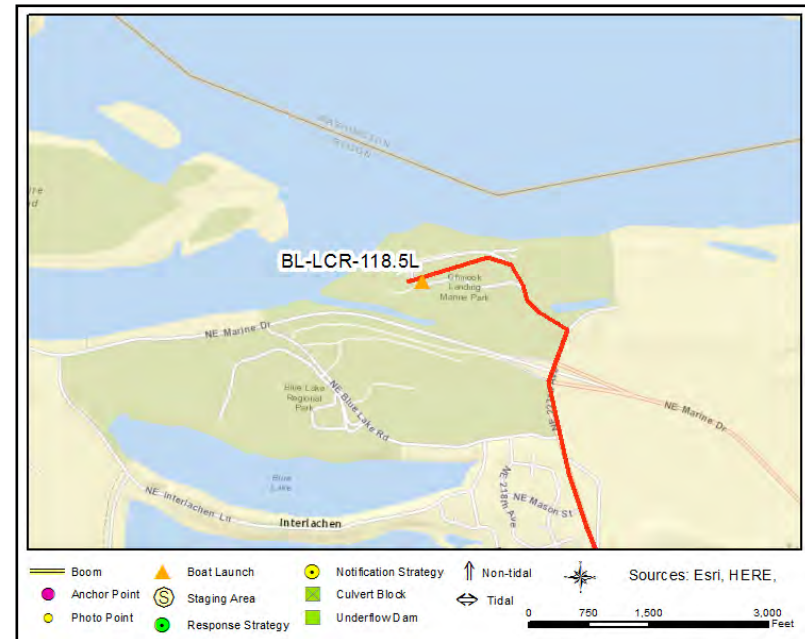 WASHINGTON
OREGON
BL-LCR-118.5L
Chinook
Landing
Marine Park
NE Marine Dr
Blue Lake
Regional
Park
NE Blue Lake Rd
NE Marine Dr
Blue
Lake
NE Interlachen Ln
Interlachen
NE 218th Ave
NE Mason St
Boom
Boat Launch
Notification Strategy
Non-tidal
Sources: Esri, HERE,
Anchor Point
Staging Area
S
Culvert Block
Tidal
Photo Point
Response Strategy
Underflow Dam
0 750 1,500 3,000
Feet